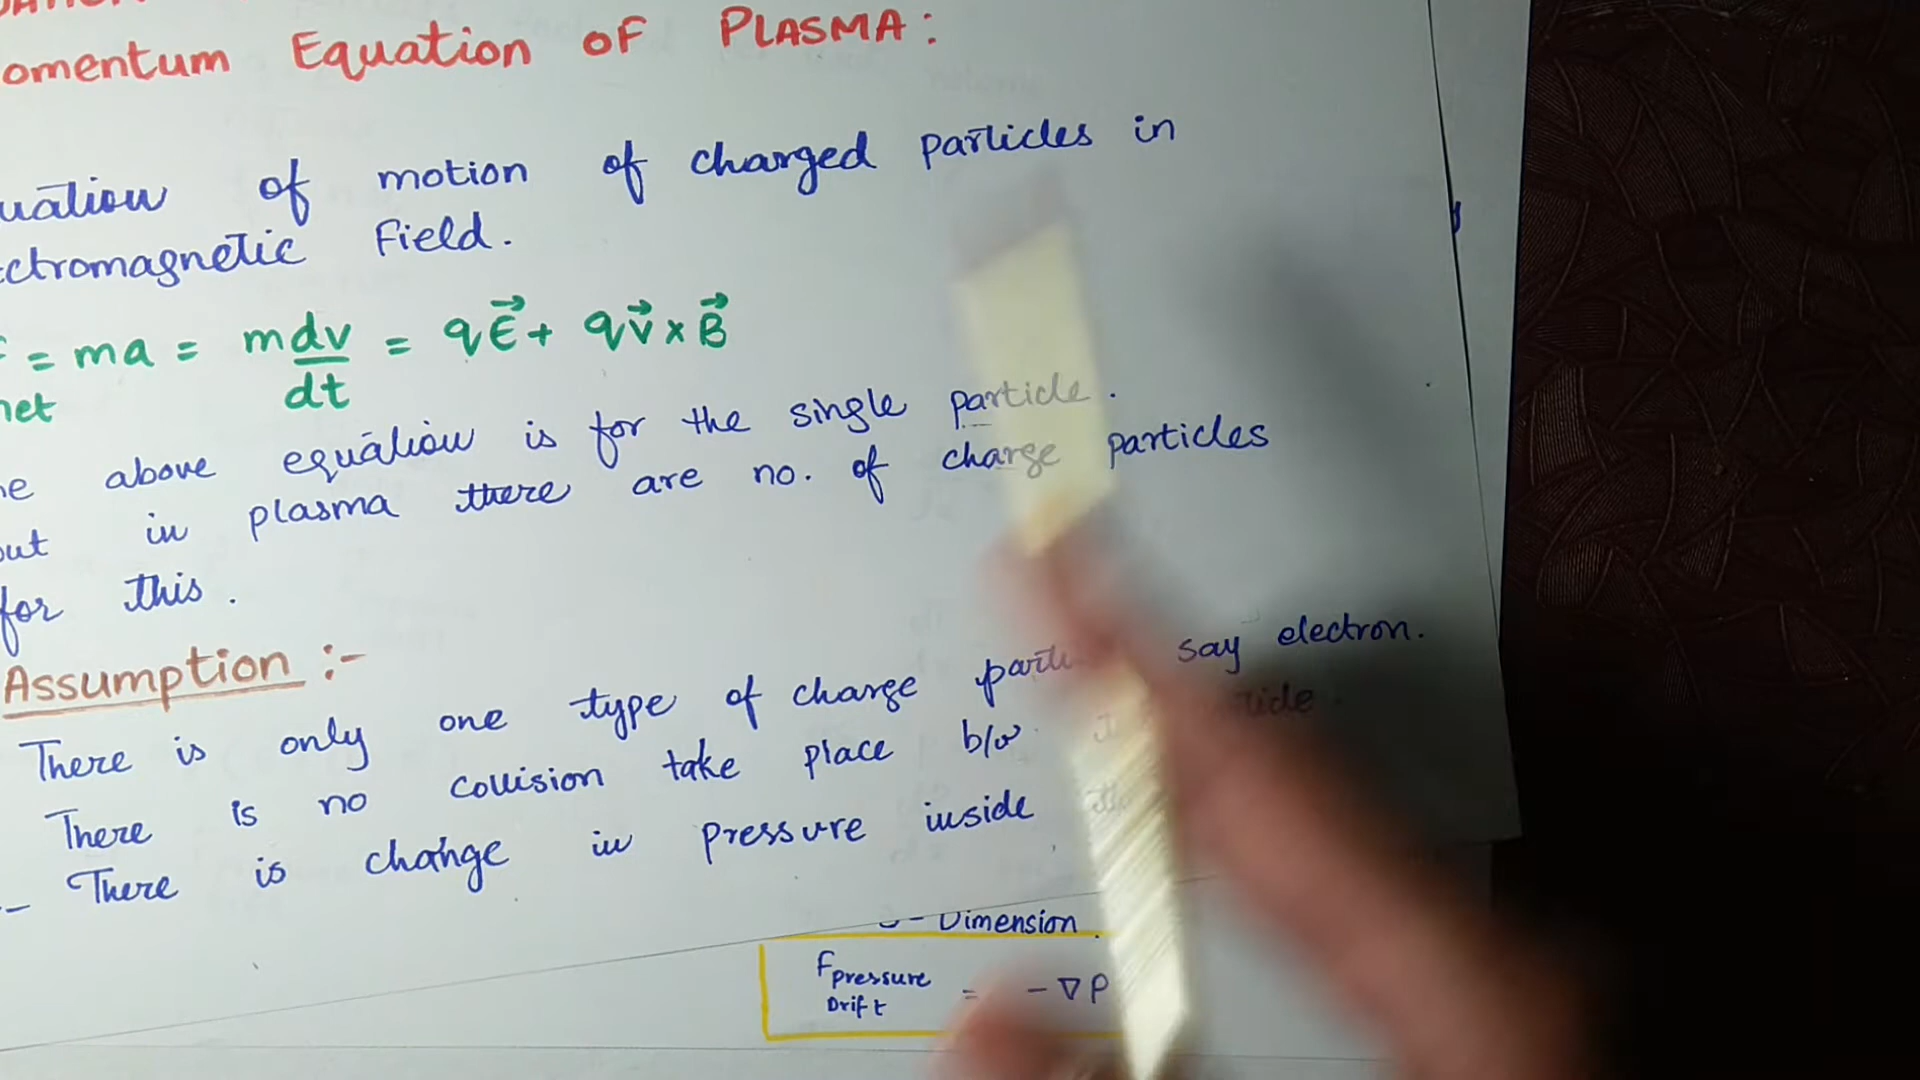 omentum Equation OF PLASMA:
uation of motion of charged particles in
ctromagnetic Field.
= ma = mdv/dt = qE⃗ + qv⃗ × B⃗
net
above equation is for the single particle.
out in plasma there are no. of charge particles
for this.
Assumption :-
There is only one type of charge say electron.
There is no collision take place b/w
There is change in pressure inside
- Dimension.
Fpressure Drift = - ∇P